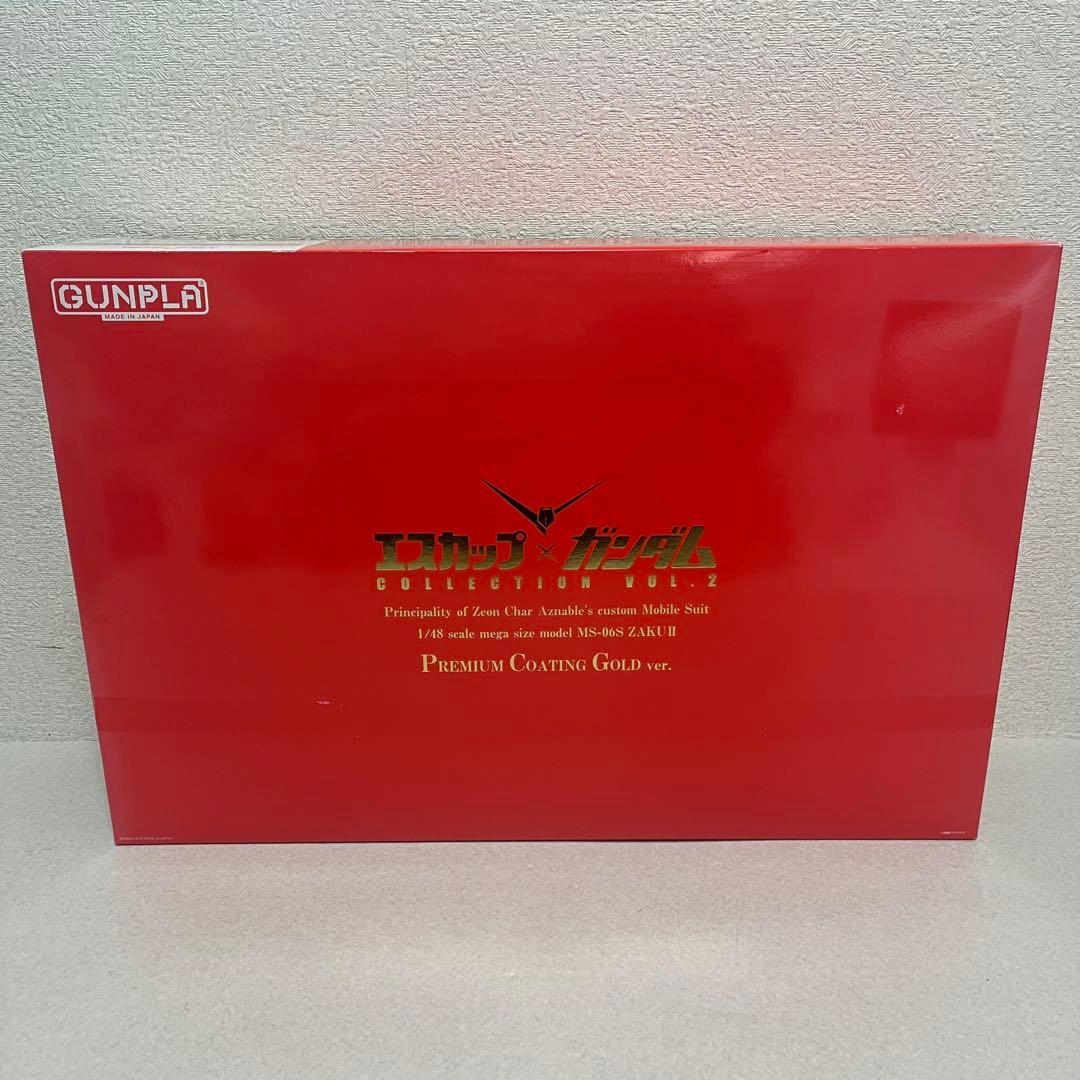 GUNPLA
MADE IN JAPAN
エスカップ×ガンダム
COLLECTION VOL.2
Principality of Zeon Char Aznable's custom Mobile Suit
1/48 scale mega size model MS-06S ZAKUⅡ
PREMIUM COATING GOLD ver.